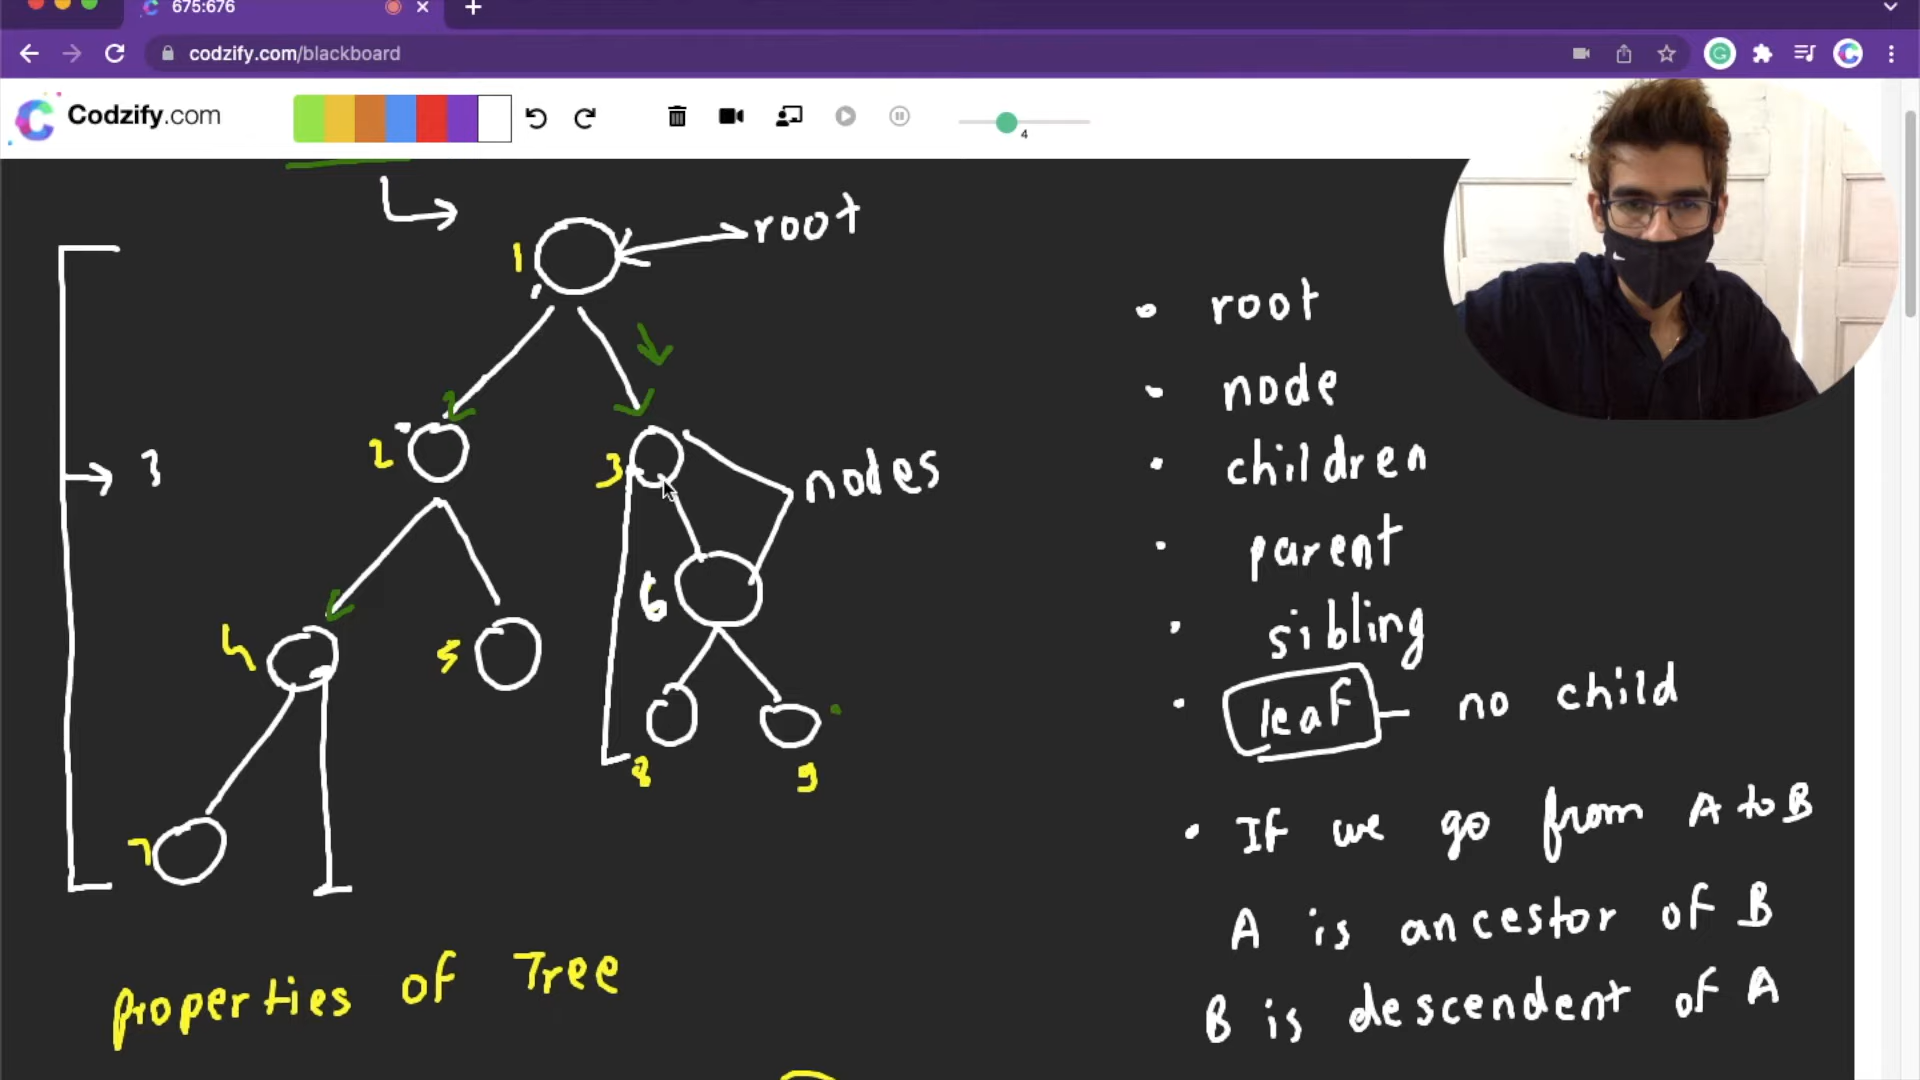 675:676
codzify.com/blackboard
Codzify.com
4
1
root
2
3
nodes
3
4
5
6
7
8
9
• root
• node
• children
• parent
• sibling
• leaf – no child
• If we go from A to B
A is ancestor of B
B is descendent of A
properties of Tree